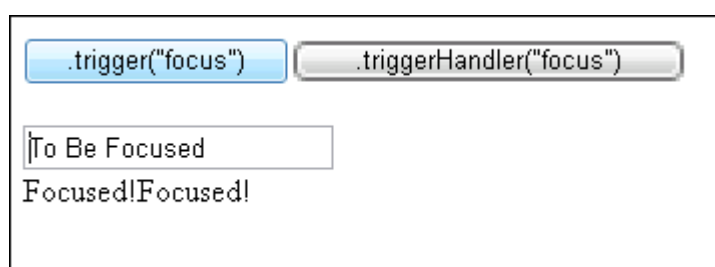 .trigger("focus") .triggerHandler("focus")
To Be Focused
Focused!Focused!